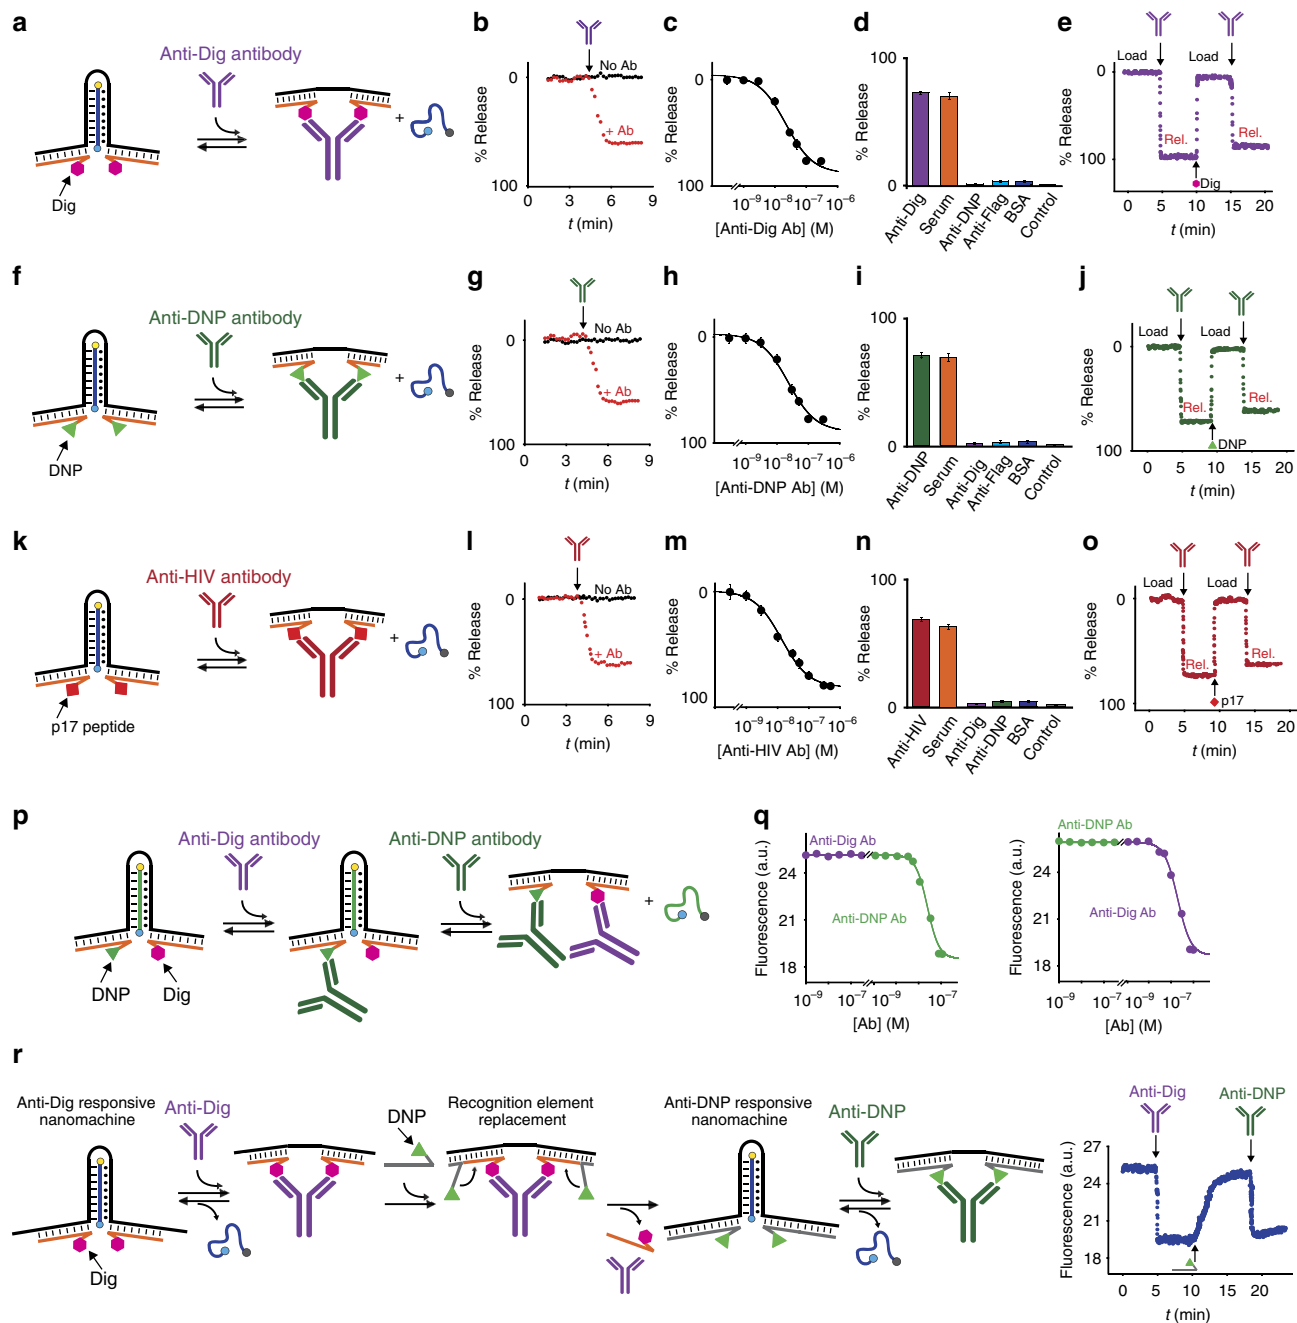 a
Anti-Dig antibody
Dig
+
b
No Ab
+ Ab
% Release
0
100
0 3 6 9
t (min)
c
% Release
0
100
10⁻⁹ 10⁻⁸ 10⁻⁷ 10⁻⁶
[Anti-Dig Ab] (M)
d
% Release
100
0
Anti-Dig
Serum
Anti-DNP
Anti-Flag
BSA
Control
e
Load Load
Rel. Rel.
Dig
% Release
0
100
0 5 10 15 20
t (min)
f
Anti-DNP antibody
DNP
+
g
No Ab
+ Ab
% Release
0
100
0 3 6 9
t (min)
h
% Release
0
100
10⁻⁹ 10⁻⁸ 10⁻⁷ 10⁻⁶
[Anti-DNP Ab] (M)
i
% Release
100
0
Anti-DNP
Serum
Anti-Dig
Anti-Flag
BSA
Control
j
Load Load
Rel. Rel.
DNP
% Release
0
100
0 5 10 15 20
t (min)
k
Anti-HIV antibody
p17 peptide
+
l
No Ab
+ Ab
% Release
0
100
0 3 6 9
t (min)
m
% Release
0
100
10⁻⁹ 10⁻⁸ 10⁻⁷ 10⁻⁶
[Anti-HIV Ab] (M)
n
% Release
100
0
Anti-HIV
Serum
Anti-Dig
Anti-DNP
BSA
Control
o
Load Load
Rel. Rel.
p17
% Release
0
100
0 5 10 15 20
t (min)
p
Anti-Dig antibody
Anti-DNP antibody
DNP
Dig
+
q
Anti-Dig Ab
Anti-DNP Ab
Fluorescence (a.u.)
24
21
18
10⁻⁹ 10⁻⁷ 10⁻⁹ 10⁻⁷
[Ab] (M)
Anti-DNP Ab
Anti-Dig Ab
Fluorescence (a.u.)
24
21
18
10⁻⁹ 10⁻⁷ 10⁻⁹ 10⁻⁷
[Ab] (M)
r
Anti-Dig responsive
nanomachine
Anti-Dig
Dig
DNP
Recognition element
replacement
Anti-DNP responsive
nanomachine
Anti-DNP
Anti-Dig
Anti-DNP
Fluorescence (a.u.)
27
24
21
18
0 5 10 15 20
t (min)